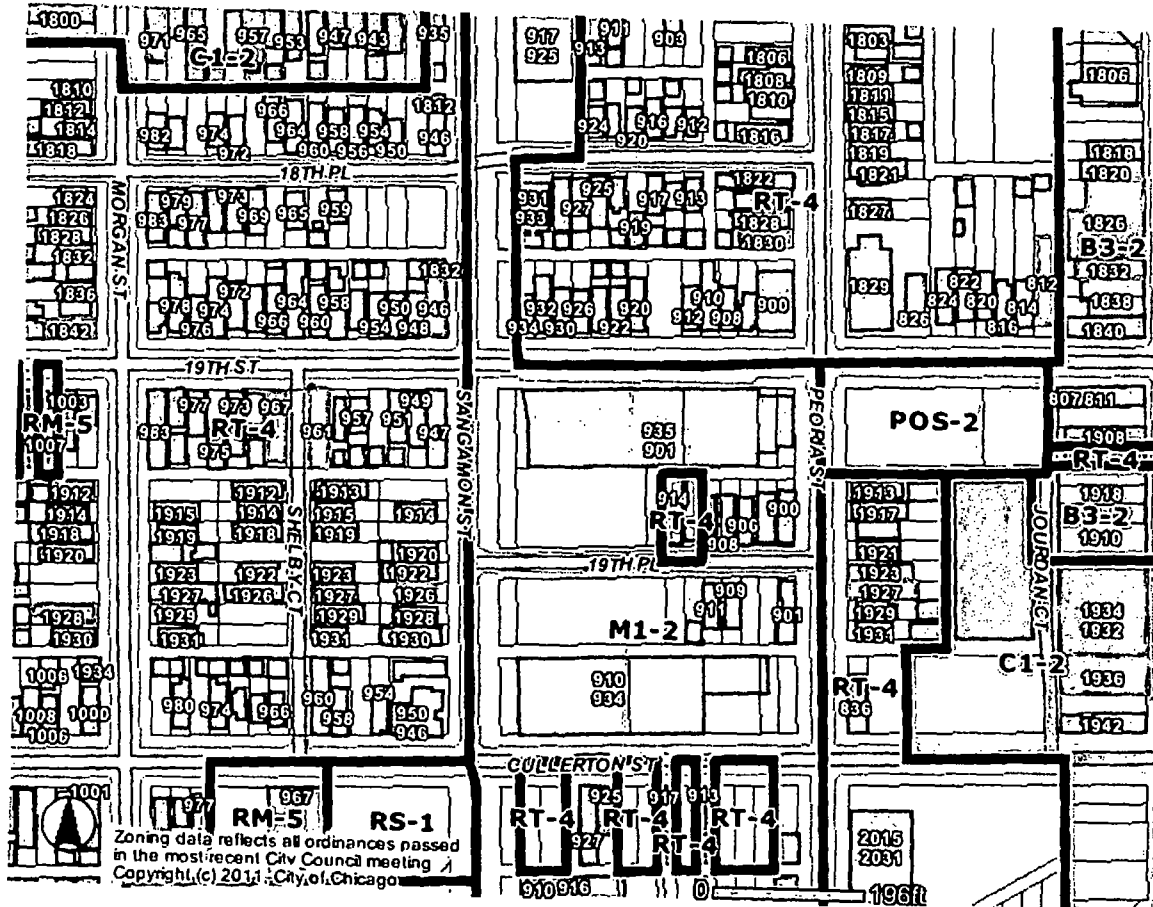 1800
971 965 957 953 947 943 935
C1-2
917
925
911
913
903
1806
1808
1810
1816
1803
1809
1811
1815
1817
1819
1821
1827
1806
1810
1812
1814
1818
982 974 972 966 964 960 958 956 954 950
1812
946
924 920 916 912
1818
1820
18TH PL
MORGAN ST
1824
1826
1828
1832
1836
1842
983 979 977 973 969 965 959
931
933
927 925 919 917 913
1822
1828
1830
RT-4
1826
B3-2
1832
1838
1840
978 976 974 972 966 964 960 958 954 950 948 946
1832
934 932 930 926 922 920 912 910 908 900
1829
826 824 822 820 816 814 812
19TH ST
SANGAMON ST
PEORIA ST
1003
RM-5
1007
983 977 975 973 967
RT-4
961 957 951 949 947
935
901
POS-2
807/811
1908
RT-4
1912
1914
1918
1920
1928
1930
1915
1919
1923
1927
1929
1931
1912
1914
1918
1922
1926
SHELBY CT
1913
1915
1919
1923
1927
1929
1931
1914
1920
1922
1926
1928
1930
914
RT-4
908 906 900
19TH PL
911 909 901
M1-2
910
934
1913
1917
1921
1923
1927
1929
1931
JOURDAN CT
1918
B3-2
1910
1934
1832
C1-2
1936
1942
RT-4
836
1008
1934
1008
1006
1000
980 974 966
960 958 954
950
946
CULLERTON ST
1001
977
967
RM-5
RS-1
RT-4
925
RT-4
927
917
RT-4
913
RT-4
910 916
2015
2031
Zoning data reflects all ordinances passed
in the most recent City Council meeting
Copyright (c) 2011 City of Chicago
0 196ft